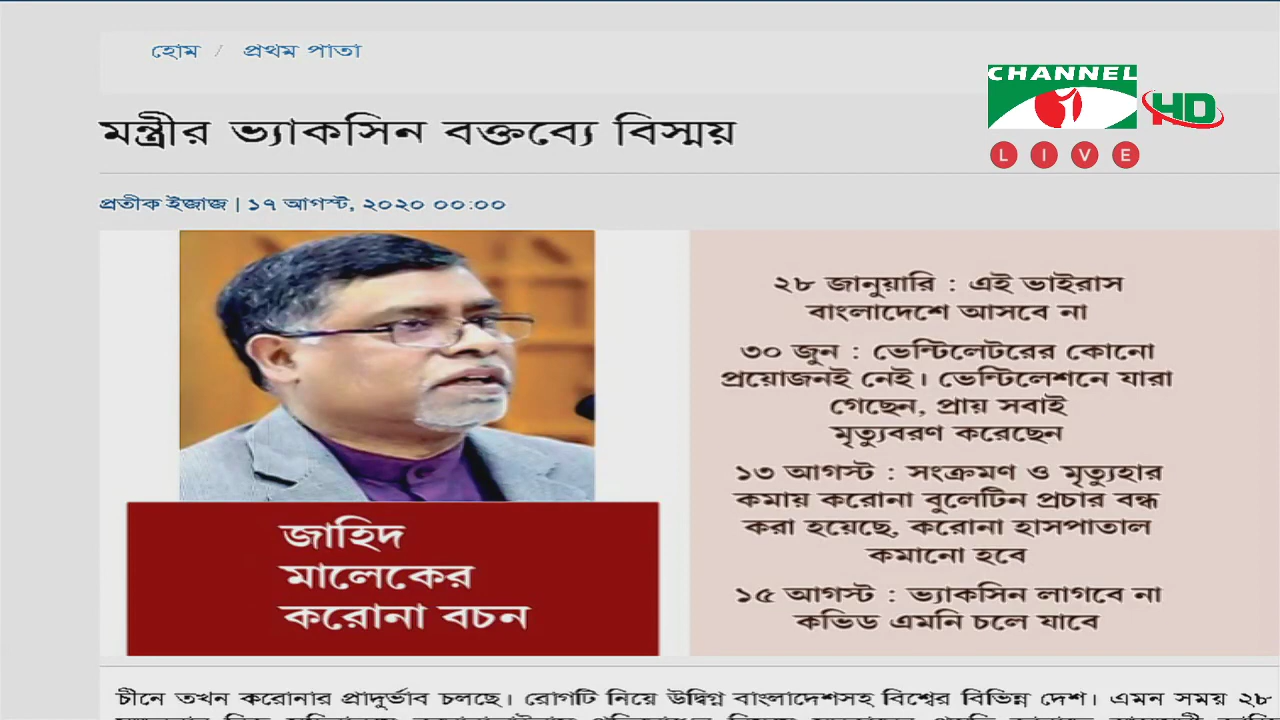 হোম / প্রথম পাতা
CHANNEL i HD
LIVE
মন্ত্রীর ভ্যাকসিন বক্তব্যে বিস্ময়
প্রতীক ইজাজ | ১৭ আগস্ট, ২০২০ ০০:০০
২৮ জানুয়ারি : এই ভাইরাস
বাংলাদেশে আসবে না
৩০ জুন : ভেন্টিলেটরের কোনো
প্রয়োজনই নেই। ভেন্টিলেশনে যারা
গেছেন, প্রায় সবাই
মৃত্যুবরণ করেছেন
১৩ আগস্ট : সংক্রমণ ও মৃত্যুহার
কমায় করোনা বুলেটিন প্রচার বন্ধ
করা হয়েছে, করোনা হাসপাতাল
কমানো হবে
১৫ আগস্ট : ভ্যাকসিন লাগবে না
কভিড এমনি চলে যাবে
জাহিদ
মালেকের
করোনা বচন
চীনে তখন করোনার প্রাদুর্ভাব চলছে। রোগটি নিয়ে উদ্বিগ্ন বাংলাদেশসহ বিশ্বের বিভিন্ন দেশ। এমন সময় ২৮